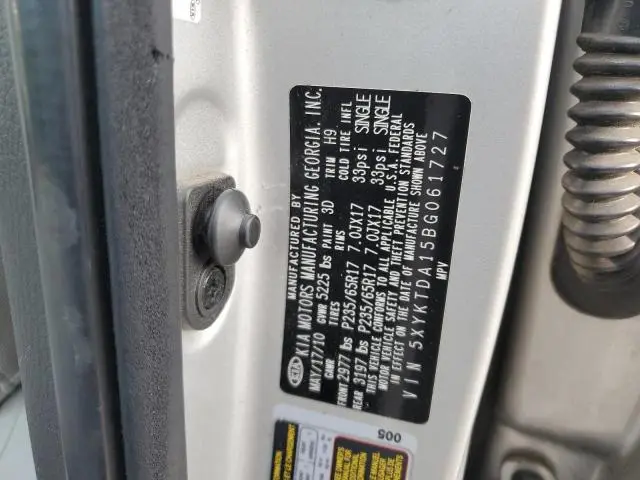 KIA
MANUFACTURED BY
KIA MOTORS MANUFACTURING GEORGIA. INC.
MAY/17/10 GVWR 5225 lbs PAINT 3D TRIM H9
GAWR TIRES RIMS COLD TIRE INFL
FRONT 2977 lbs P235/65R17 7.0JX17 33psi SINGLE
REAR 3197 lbs P235/65R17 7.0JX17 33psi SINGLE
THIS VEHICLE CONFORMS TO ALL APPLICABLE U.S.A. FEDERAL
MOTOR VEHICLE SAFETY AND THEFT PREVENTION STANDARDS
IN EFFECT ON THE DATE OF MANUFACTURE SHOWN ABOVE
VIN 5XYKTDA15BG061727
MPV
005